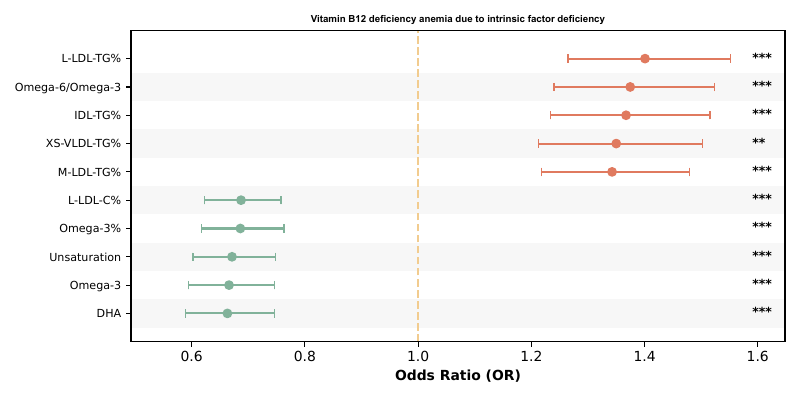 Vitamin B12 deficiency anemia due to intrinsic factor deficiency
L-LDL-TG% ***
Omega-6/Omega-3 ***
IDL-TG% ***
XS-VLDL-TG% **
M-LDL-TG% ***
L-LDL-C% ***
Omega-3% ***
Unsaturation ***
Omega-3 ***
DHA ***
0.6 0.8 1.0 1.2 1.4 1.6
Odds Ratio (OR)